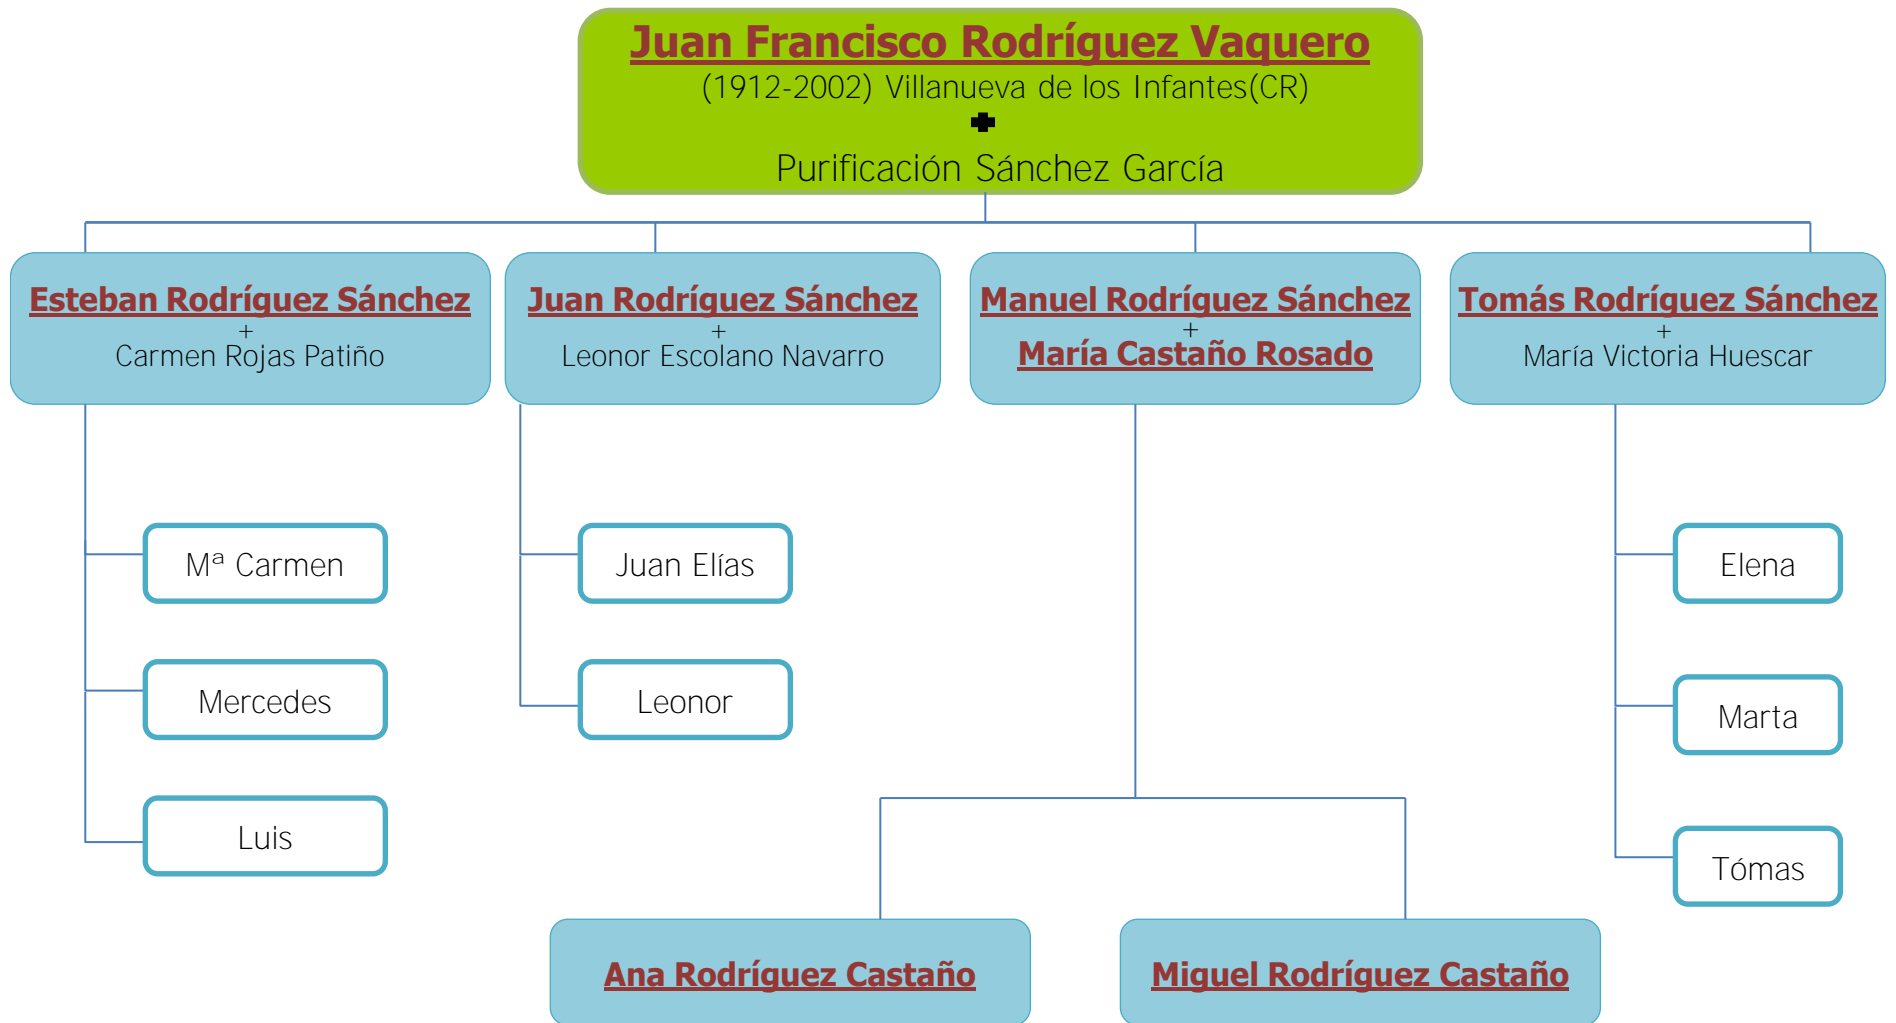 Juan Francisco Rodríguez Vaquero
(1912-2002) Villanueva de los Infantes(CR)
Purificación Sánchez García
Esteban Rodríguez Sánchez
+
Carmen Rojas Patiño
Juan Rodríguez Sánchez
+
Leonor Escolano Navarro
Manuel Rodríguez Sánchez
+
María Castaño Rosado
Tomás Rodríguez Sánchez
+
María Victoria Huescar
Mª Carmen
Mercedes
Luis
Juan Elías
Leonor
Elena
Marta
Tómas
Ana Rodríguez Castaño
Miguel Rodríguez Castaño